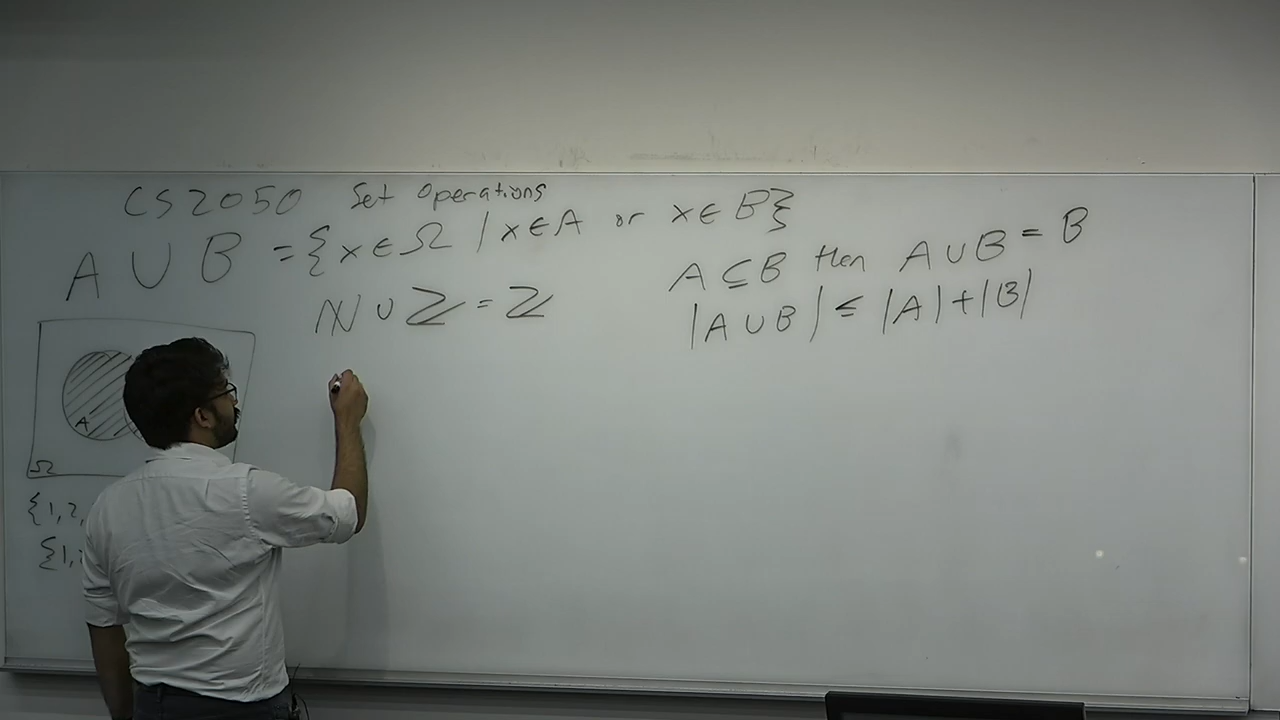 CS2050 Set Operations
A ∪ B = {x ∈ Ω | x ∈ A or x ∈ B}
ℕ ∪ ℤ = ℤ
A ⊆ B then A ∪ B = B
|A ∪ B| ≤ |A| + |B|
A
Ω
{1, 2,
{1,